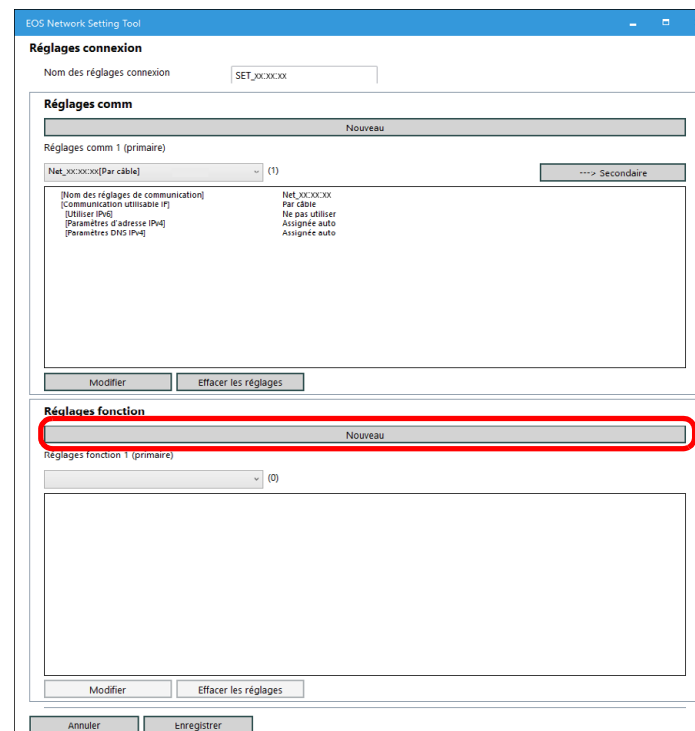 EOS Network Setting Tool
Réglages connexion
Nom des réglages connexion SET_xx:xx:xx
Réglages comm
Nouveau
Réglages comm 1 (primaire)
Net_xx:xx:xx[Par câble] (1) ---> Secondaire
[Nom des réglages de communication] Net_xx:xx:xx
[Communication utilisable IF] Par câble
[Utiliser IPv6] Ne pas utiliser
[Paramètres d'adresse IPv4] Assignée auto
[Paramètres DNS IPv4] Assignée auto
Modifier Effacer les réglages
Réglages fonction
Nouveau
Réglages fonction 1 (primaire)
(0)
Modifier Effacer les réglages
Annuler Enregistrer